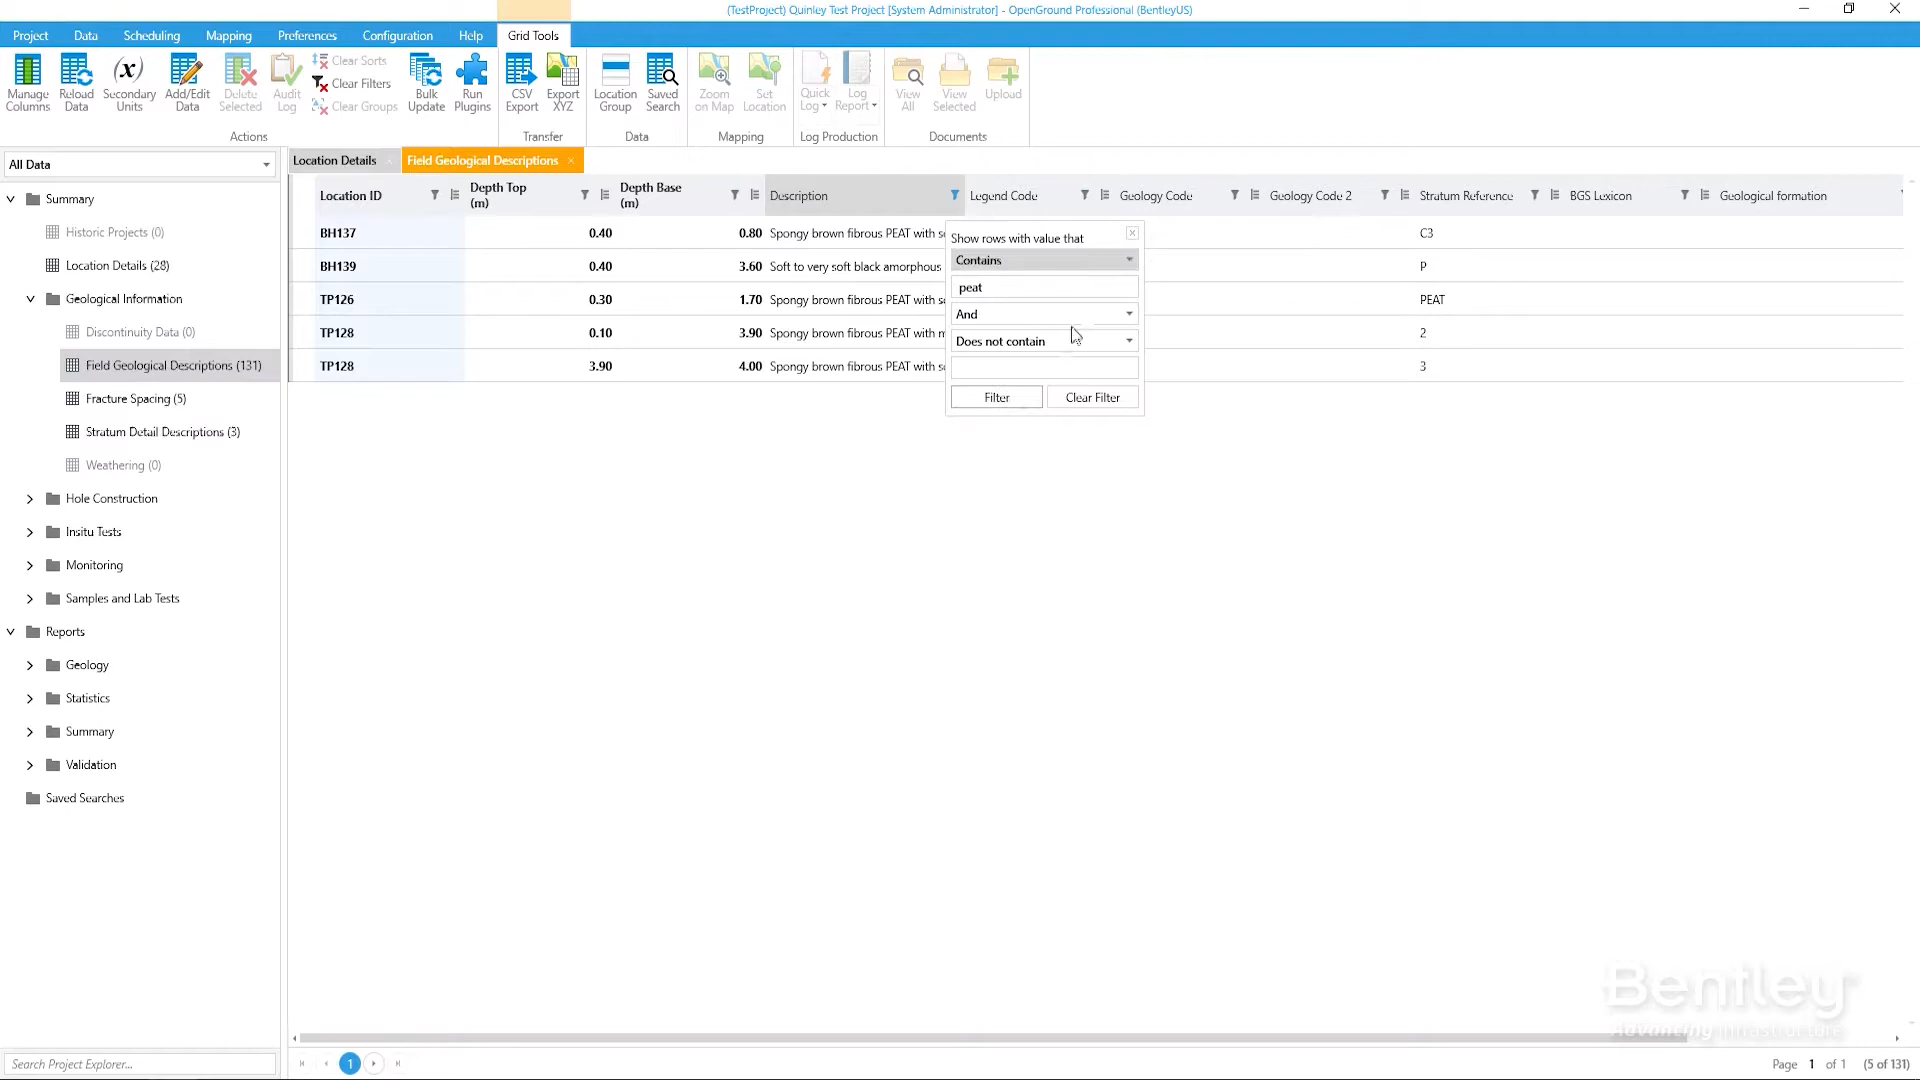 (TestProject) Quinley Test Project [System Administrator] - OpenGround Professional (BentleyUS)
Project Data Scheduling Mapping Preferences Configuration Help Grid Tools
Manage Columns
Reload Data
Secondary Units
Add/Edit Data
Delete Selected
Audit Log
Clear Sorts
Clear Filters
Clear Groups
Bulk Update
Run Plugins
CSV Export
Export XYZ
Location Group
Saved Search
Zoom on Map
Set Location
Quick Log
Log Report
View All
View Selected
Upload
Actions Transfer Data Mapping Log Production Documents
All Data
Summary
Historic Projects (0)
Location Details (28)
Geological Information
Discontinuity Data (0)
Field Geological Descriptions (131)
Fracture Spacing (5)
Stratum Detail Descriptions (3)
Weathering (0)
Hole Construction
Insitu Tests
Monitoring
Samples and Lab Tests
Reports
Geology
Statistics
Summary
Validation
Saved Searches
Search Project Explorer...
Location Details Field Geological Descriptions
Location ID Depth Top (m) Depth Base (m) Description Legend Code Geology Code Geology Code 2 Stratum Reference BGS Lexicon Geological formation
BH137 0.40 0.80 Spongy brown fibrous PEAT with s C3
BH139 0.40 3.60 Soft to very soft black amorphous P
TP126 0.30 1.70 Spongy brown fibrous PEAT with s PEAT
TP128 0.10 3.90 Spongy brown fibrous PEAT with m 2
TP128 3.90 4.00 Spongy brown fibrous PEAT with s 3
Show rows with value that
Contains
peat
And
Does not contain
Filter Clear Filter
Bentley
Advancing Infrastructure
1
Page 1 of 1 (5 of 131)